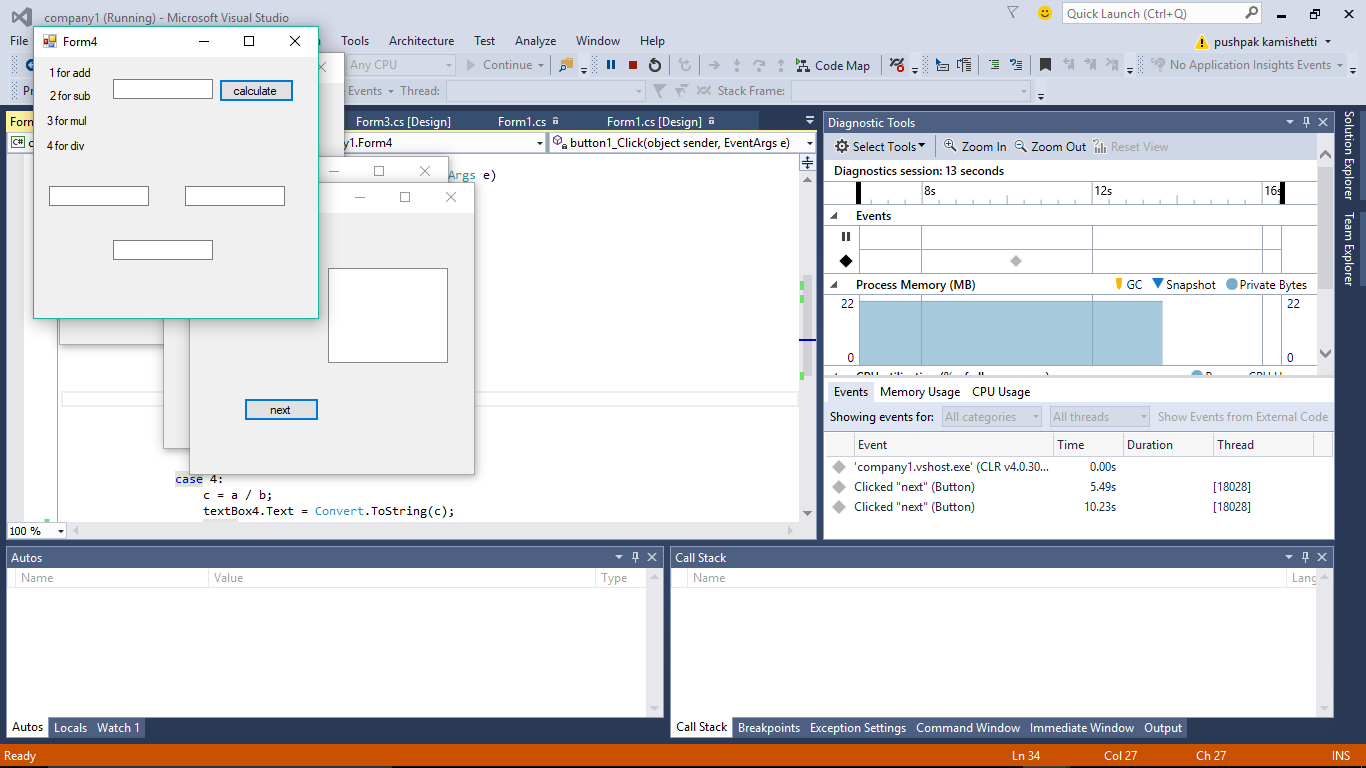 company1 (Running) - Microsoft Visual Studio
Quick Launch (Ctrl+Q)
File
Tools Architecture Test Analyze Window Help
pushpak kamishetti
Form4
Any CPU
Continue
Code Map
No Application Insights Events
Events
Thread:
Stack Frame:
1 for add
2 for sub
3 for mul
4 for div
calculate
Form3.cs [Design]
Form1.cs
Form1.cs [Design]
y1.Form4
button1_Click(object sender, EventArgs e)
Args e)
next
case 4:
c = a / b;
textBox4.Text = Convert.ToString(c);
100 %
Diagnostic Tools
Select Tools
Zoom In
Zoom Out
Reset View
Diagnostics session: 13 seconds
8s
12s
16s
Events
Process Memory (MB)
GC
Snapshot
Private Bytes
22
22
0
0
Events
Memory Usage
CPU Usage
Showing events for:
All categories
All threads
Show Events from External Code
Event Time Duration Thread
'company1.vshost.exe' (CLR v4.0.30... 0.00s
Clicked "next" (Button) 5.49s [18028]
Clicked "next" (Button) 10.23s [18028]
Solution Explorer
Team Explorer
Autos
Name Value Type
Autos Locals Watch 1
Call Stack
Name Lang
Call Stack Breakpoints Exception Settings Command Window Immediate Window Output
Ready
Ln 34
Col 27
Ch 27
INS